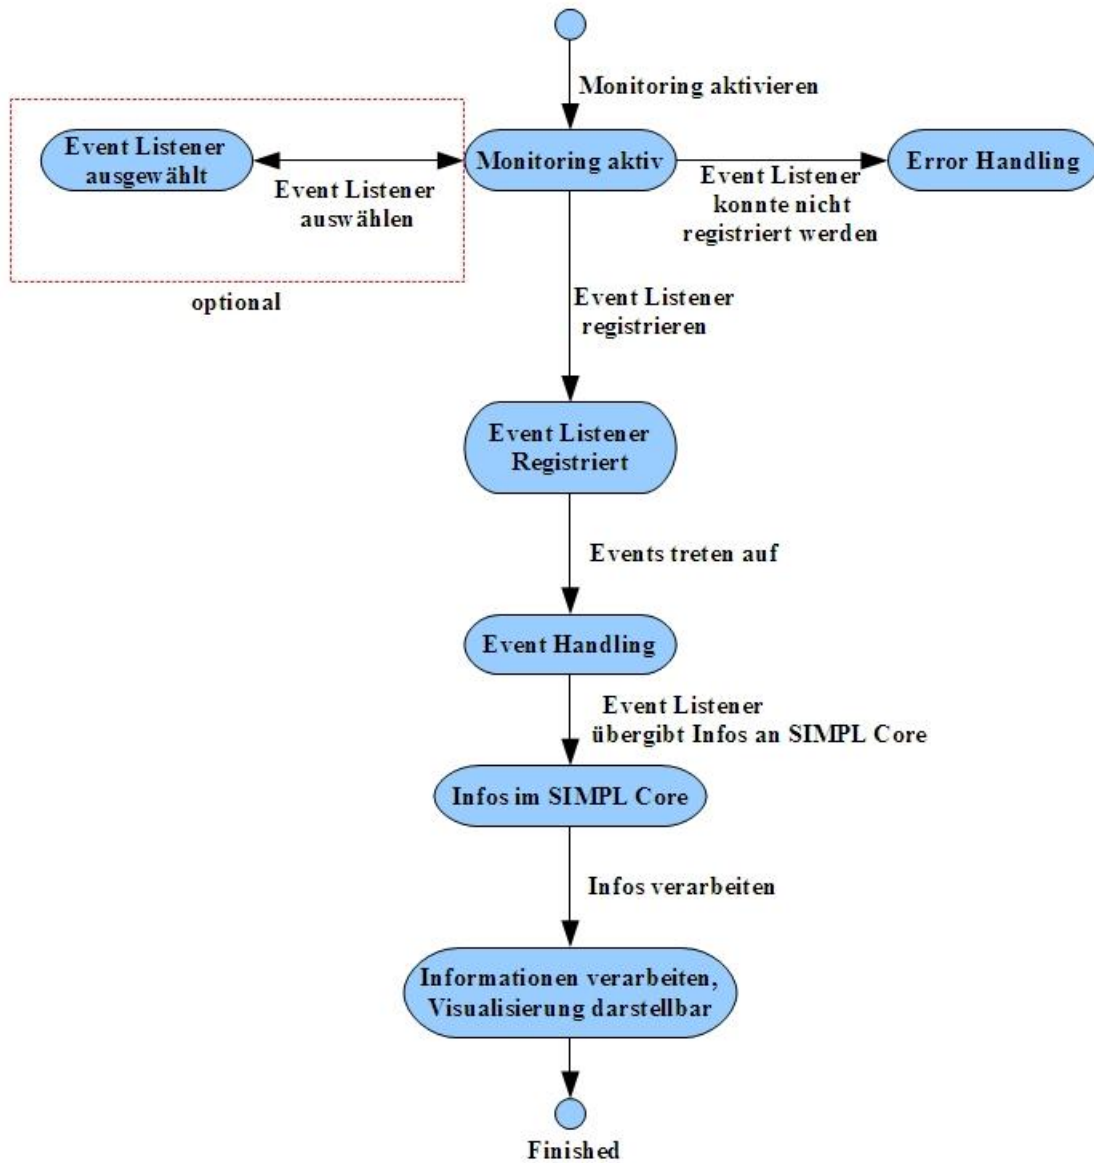 Monitoring aktivieren
Event Listener
ausgewählt
Event Listener
auswählen
optional
Monitoring aktiv
Event Listener
konnte nicht
registriert werden
Error Handling
Event Listener
registrieren
Event Listener
Registriert
Events treten auf
Event Handling
Event Listener
übergibt Infos an SIMPL Core
Infos im SIMPL Core
Infos verarbeiten
Informationen verarbeiten,
Visualisierung darstellbar
Finished